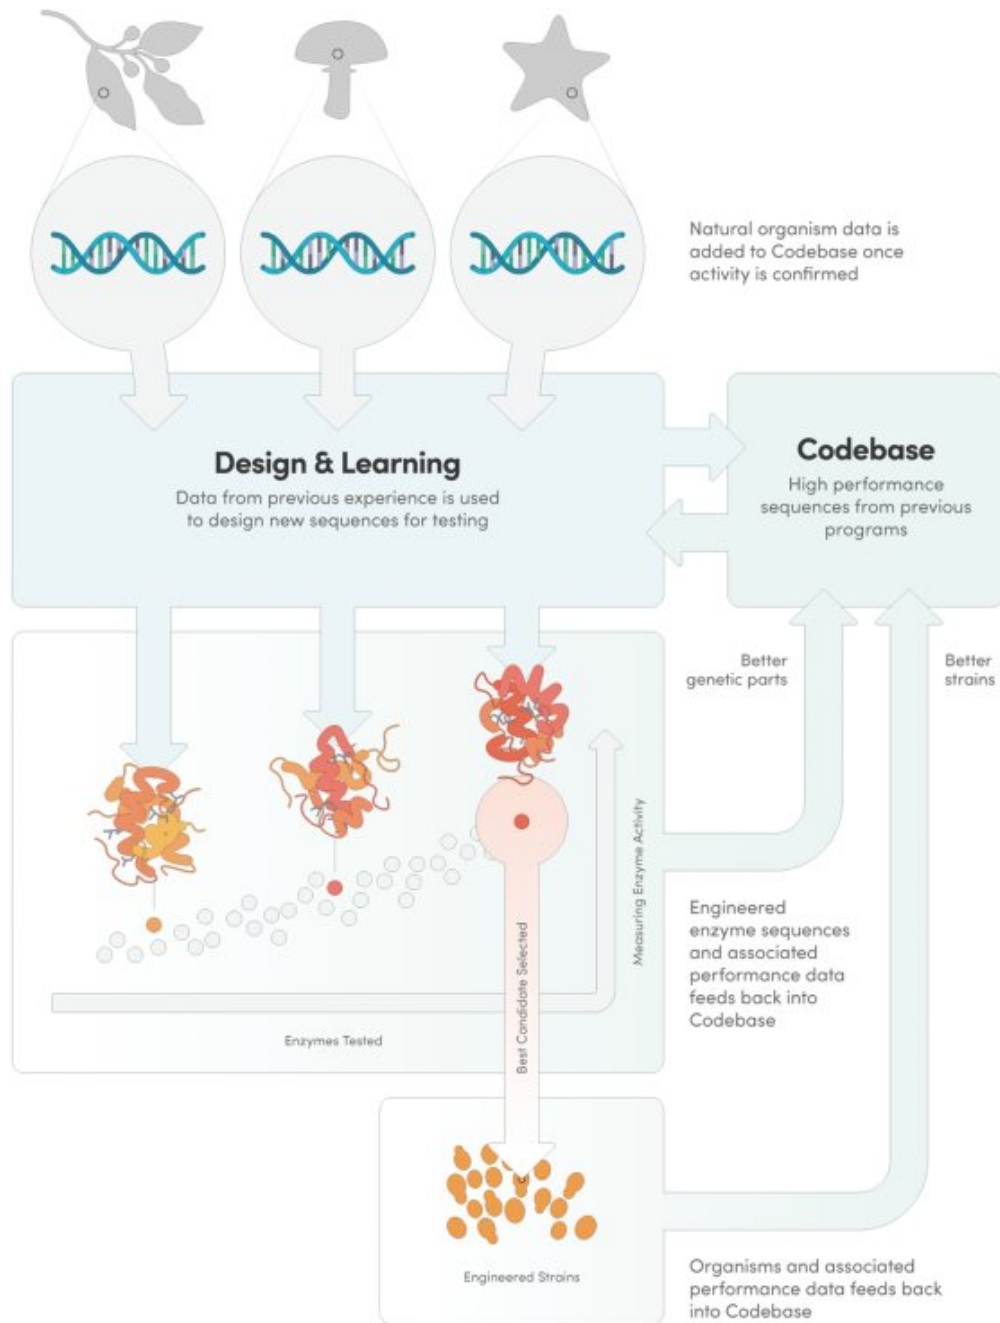 Natural organism data is
added to Codebase once
activity is confirmed
Design & Learning
Data from previous experience is used
to design new sequences for testing
Codebase
High performance
sequences from previous
programs
Better
genetic parts
Better
strains
Measuring Enzyme Activity
Engineered
enzyme sequences
and associated
performance data
feeds back into
Codebase
Enzymes Tested
Best Candidate Selected
Engineered Strains
Organisms and associated
performance data feeds back
into Codebase